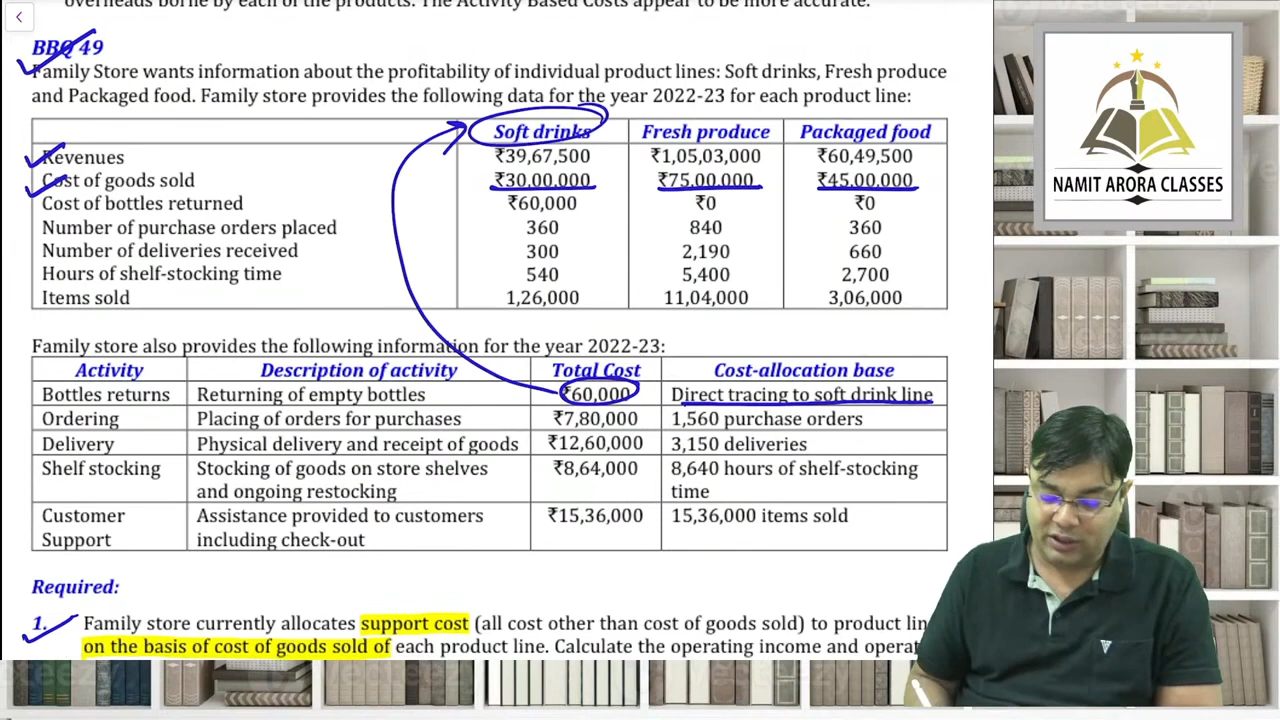 overheads borne by each of the products. The Activity Based Costs appear to be more accurate.
BBQ 49
Family Store wants information about the profitability of individual product lines: Soft drinks, Fresh produce
and Packaged food. Family store provides the following data for the year 2022-23 for each product line:
Soft drinks Fresh produce Packaged food
Revenues ₹39,67,500 ₹1,05,03,000 ₹60,49,500
Cost of goods sold ₹30,00,000 ₹75,00,000 ₹45,00,000
Cost of bottles returned ₹60,000 ₹0 ₹0
Number of purchase orders placed 360 840 360
Number of deliveries received 300 2,190 660
Hours of shelf-stocking time 540 5,400 2,700
Items sold 1,26,000 11,04,000 3,06,000
Family store also provides the following information for the year 2022-23:
Activity Description of activity Total Cost Cost-allocation base
Bottles returns Returning of empty bottles ₹60,000 Direct tracing to soft drink line
Ordering Placing of orders for purchases ₹7,80,000 1,560 purchase orders
Delivery Physical delivery and receipt of goods ₹12,60,000 3,150 deliveries
Shelf stocking Stocking of goods on store shelves ₹8,64,000 8,640 hours of shelf-stocking
and ongoing restocking time
Customer Assistance provided to customers ₹15,36,000 15,36,000 items sold
Support including check-out
Required:
1. Family store currently allocates support cost (all cost other than cost of goods sold) to product lin
on the basis of cost of goods sold of each product line. Calculate the operating income and operat
NAMIT ARORA CLASSES